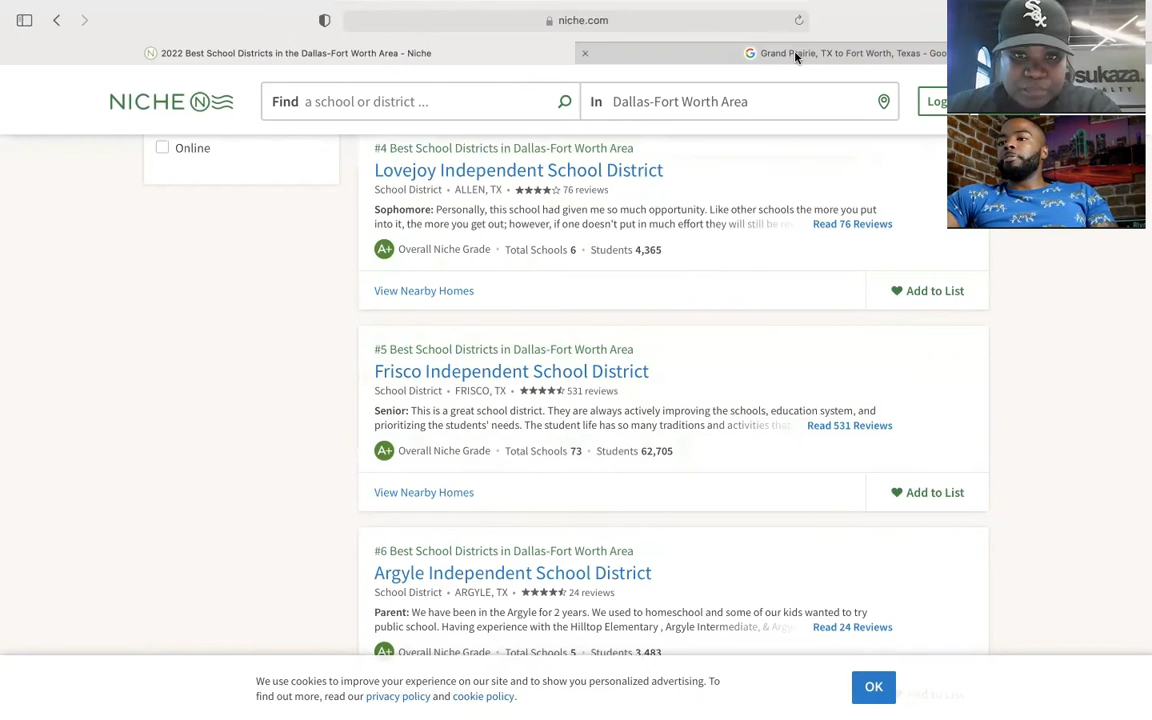 niche.com
2022 Best School Districts in the Dallas-Fort Worth Area - Niche
Grand Prairie, TX to Fort Worth, Texas - Goo
NICHE N
Find a school or district ...
In Dallas-Fort Worth Area
Log
Sox
sukaza.
ALTY
Online
#4 Best School Districts in Dallas-Fort Worth Area
Lovejoy Independent School District
School District • ALLEN, TX • 76 reviews
Sophomore: Personally, this school had given me so much opportunity. Like other schools the more you put
into it, the more you get out; however, if one doesn't put in much effort they will still be Read 76 Reviews
A+ Overall Niche Grade • Total Schools 6 • Students 4,365
View Nearby Homes
Add to List
#5 Best School Districts in Dallas-Fort Worth Area
Frisco Independent School District
School District • FRISCO, TX • 531 reviews
Senior: This is a great school district. They are always actively improving the schools, education system, and
prioritizing the students' needs. The student life has so many traditions and activities that Read 531 Reviews
A+ Overall Niche Grade • Total Schools 73 • Students 62,705
View Nearby Homes
Add to List
#6 Best School Districts in Dallas-Fort Worth Area
Argyle Independent School District
School District • ARGYLE, TX • 24 reviews
Parent: We have been in the Argyle for 2 years. We used to homeschool and some of our kids wanted to try
public school. Having experience with the Hilltop Elementary , Argyle Intermediate, & Read 24 Reviews
A+ Overall Niche Grade • Total Schools 5 • Students 3,483
We use cookies to improve your experience on our site and to show you personalized advertising. To
find out more, read our privacy policy and cookie policy.
OK
Add to List